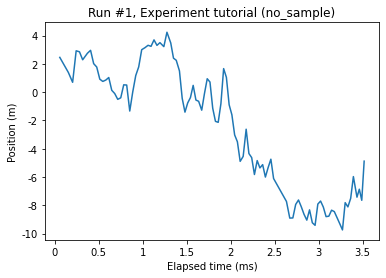 Run #1, Experiment tutorial (no_sample)
Position (m)
4
2
0
-2
-4
-6
-8
-10
0 0.5 1 1.5 2 2.5 3 3.5
Elapsed time (ms)